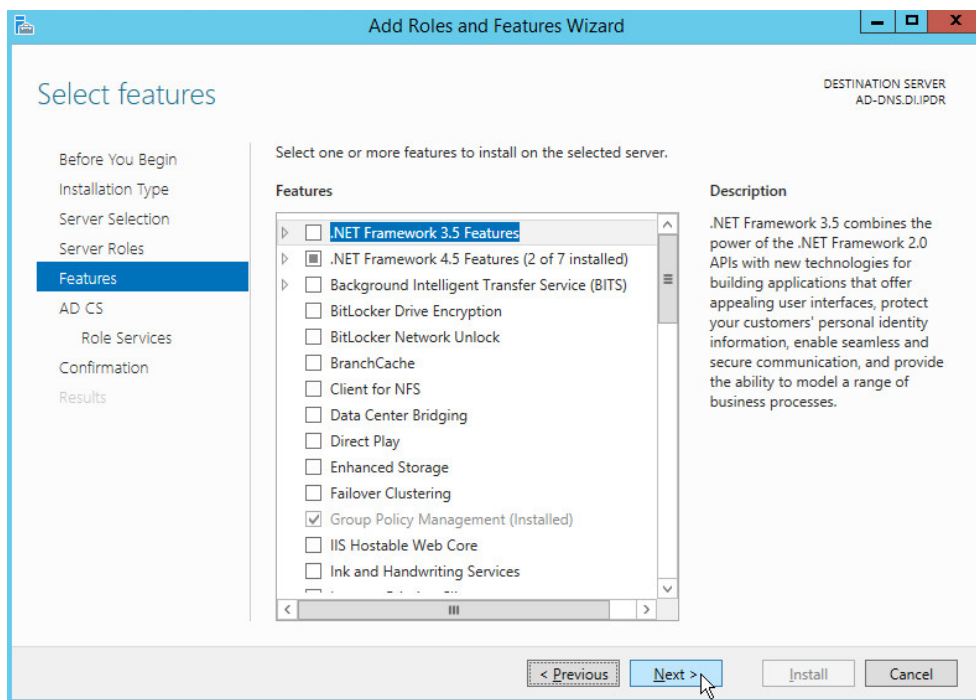 Add Roles and Features Wizard
Select features
DESTINATION SERVER
AD-DNS.DI.IPDR
Before You Begin
Installation Type
Server Selection
Server Roles
Features
AD CS
Role Services
Confirmation
Results
Select one or more features to install on the selected server.
Features
.NET Framework 3.5 Features
.NET Framework 4.5 Features (2 of 7 installed)
Background Intelligent Transfer Service (BITS)
BitLocker Drive Encryption
BitLocker Network Unlock
BranchCache
Client for NFS
Data Center Bridging
Direct Play
Enhanced Storage
Failover Clustering
Group Policy Management (Installed)
IIS Hostable Web Core
Ink and Handwriting Services
Description
.NET Framework 3.5 combines the
power of the .NET Framework 2.0
APIs with new technologies for
building applications that offer
appealing user interfaces, protect
your customers' personal identity
information, enable seamless and
secure communication, and provide
the ability to model a range of
business processes.
< Previous
Next >
Install
Cancel